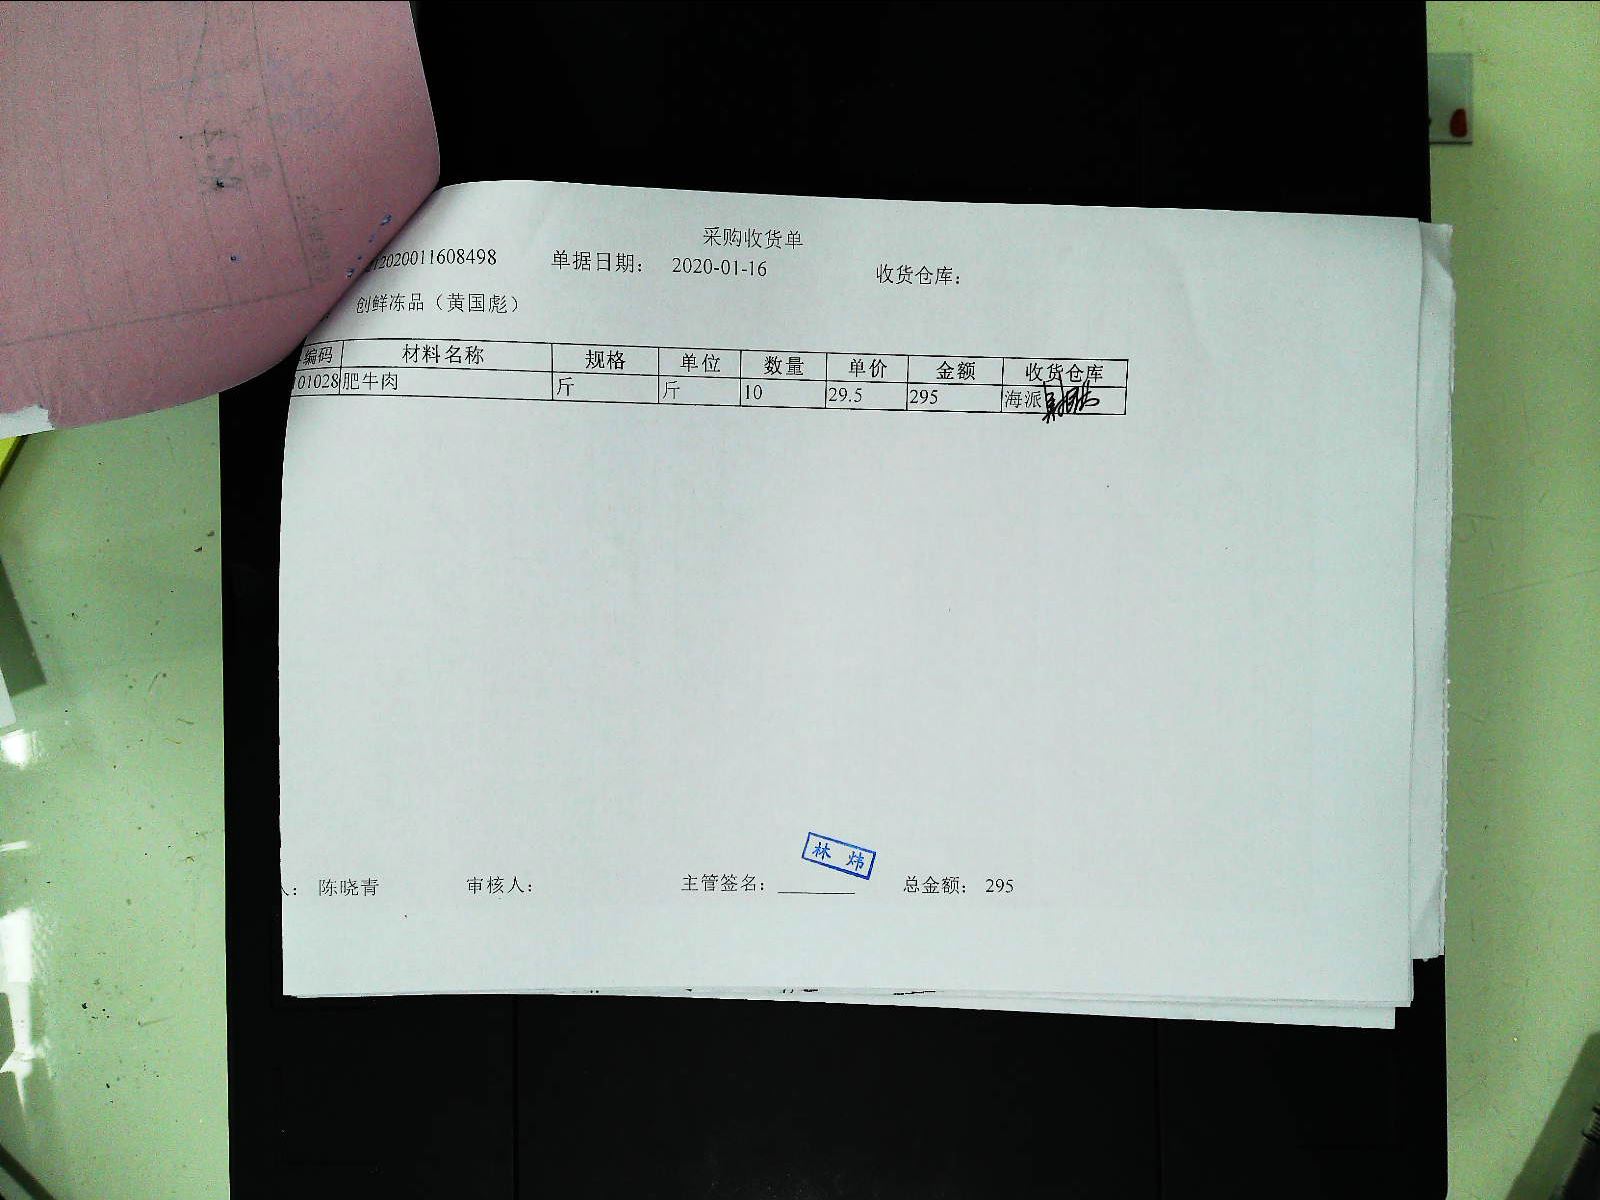 采购收货单
2020011608498 单据日期： 2020-01-16 收货仓库：
创鲜冻品（黄国彪）
编码 材料名称 规格 单位 数量 单价 金额 收货仓库
01028 肥牛肉 斤 斤 10 29.5 295 海派
林炜
人： 陈晓青 审核人： 主管签名： 总金额： 295